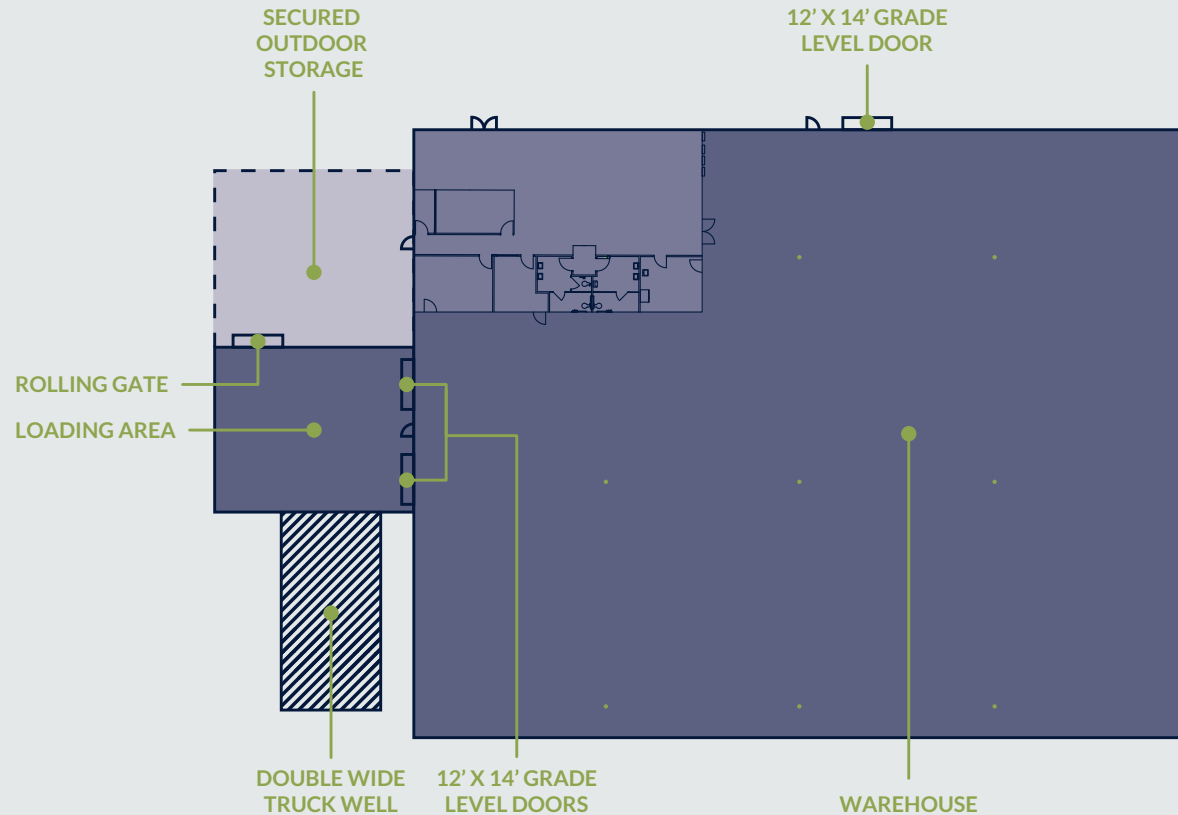 SECURED
OUTDOOR
STORAGE
12’ X 14’ GRADE
LEVEL DOOR
ROLLING GATE
LOADING AREA
DOUBLE WIDE
TRUCK WELL
12’ X 14’ GRADE
LEVEL DOORS
WAREHOUSE